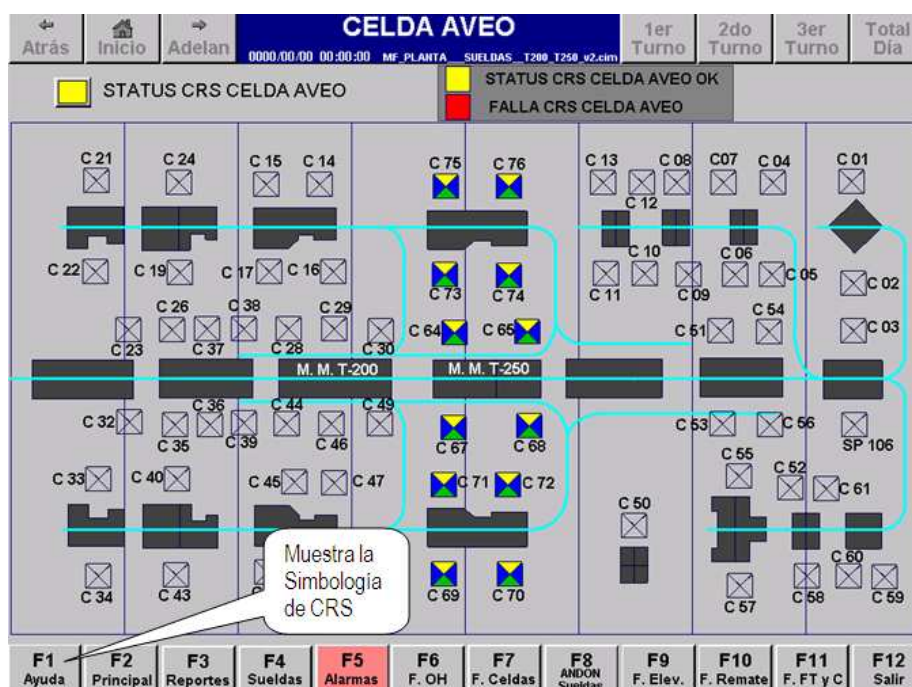 Atrás Inicio Adelan CELDA AVEO 1er Turno 2do Turno 3er Turno Total Día
0000/00/00 00:00:00 MF_PLANTA___SUELDAS__T200_T250_v2.cim
STATUS CRS CELDA AVEO
STATUS CRS CELDA AVEO OK
FALLA CRS CELDA AVEO
C 21 C 24 C 15 C 14 C 75 C 76 C 13 C 08 C07 C 04 C 01
C 12
C 22 C 19 C 17 C 16 C 10 C 06 C 05 C 02
C 73 C 74 C 11 C 09
C 26 C 38 C 29 C 54 C 03
C 64 C 65 C 51
C 23 C 37 C 28 C 30
M. M. T-200 M. M. T-250
C 36 C 44 C 49
C 32 C 53 C 56
C 35 C 39 C 46 C 67 C 68 SP 106
C 55 C 52
C 33 C 40 C 45 C 47 C 71 C 72 C 61
C 50
Muestra la
Simbología
de CRS
C 60
C 34 C 43 C 69 C 70 C 57 C 58 C 59
F1 F2 F3 F4 F5 F6 F7 F8 F9 F10 F11 F12
Ayuda Principal Reportes Sueldas Alarmas F. OH F. Celdas ANDON Sueldas F. Elev. F. Remate F. FT y C Salir